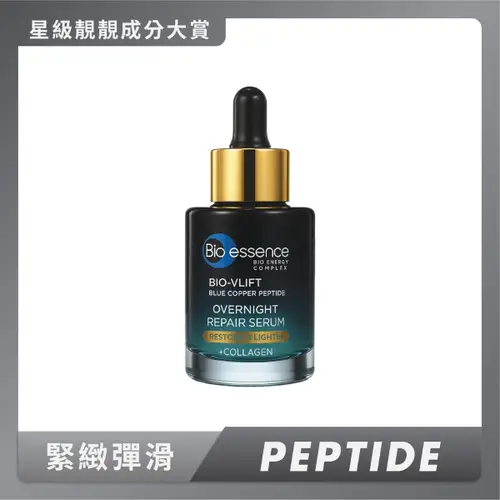 星級靚靚成分大賞
Bio essence
BIO ENERGY
COMPLEX
BIO-VLIFT
BLUE COPPER PEPTIDE
OVERNIGHT
REPAIR SERUM
+COLLAGEN
緊緻彈滑
PEPTIDE